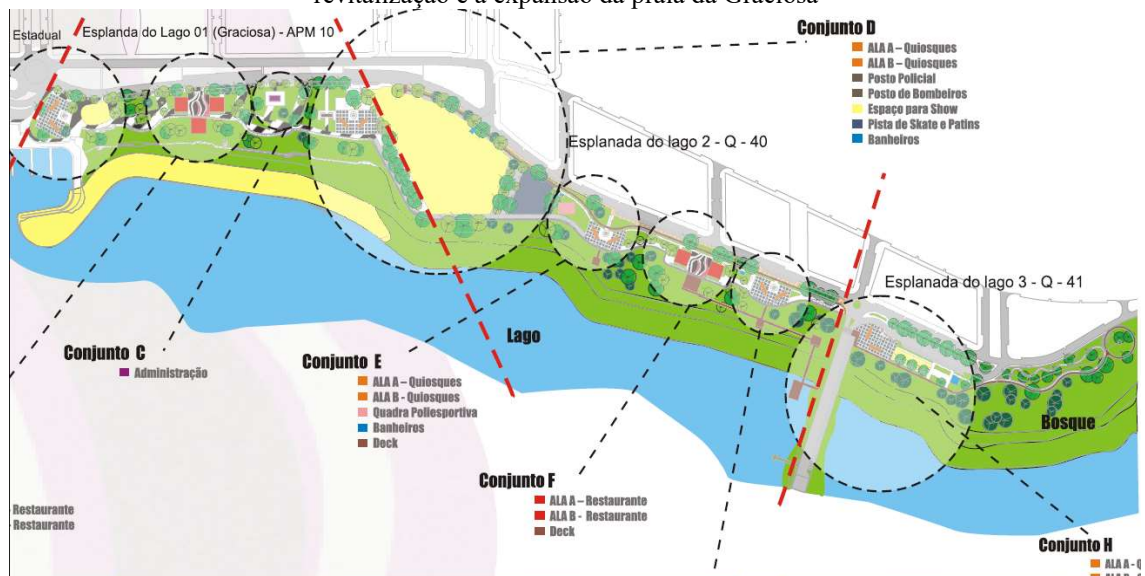 revitalização e a expansão da praia da Graciosa
Estadual
Esplanda do Lago 01 (Graciosa) - APM 10
Conjunto D
ALA A – Quiosques
ALA B – Quiosques
Posto Policial
Posto de Bombeiros
Espaço para Show
Pista de Skate e Patins
Banheiros
Esplanada do lago 2 - Q - 40
Esplanada do lago 3 - Q - 41
Lago
Conjunto C
Administração
Conjunto E
ALA A – Quiosques
ALA B - Quiosques
Quadra Poliesportiva
Banheiros
Deck
Bosque
Conjunto F
ALA A – Restaurante
ALA B - Restaurante
Deck
Restaurante
Restaurante
Conjunto H
ALA A - Q